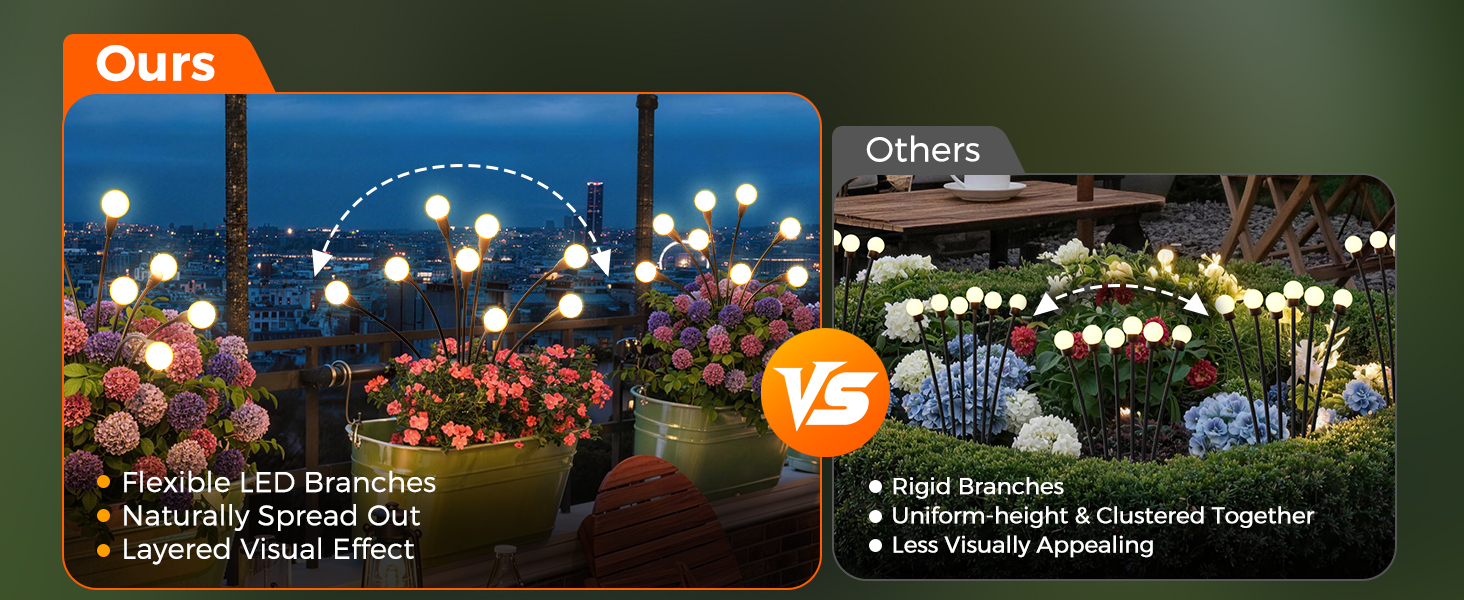 Ours
Flexible LED Branches
Naturally Spread Out
Layered Visual Effect
VS
Others
Rigid Branches
Uniform-height & Clustered Together
Less Visually Appealing